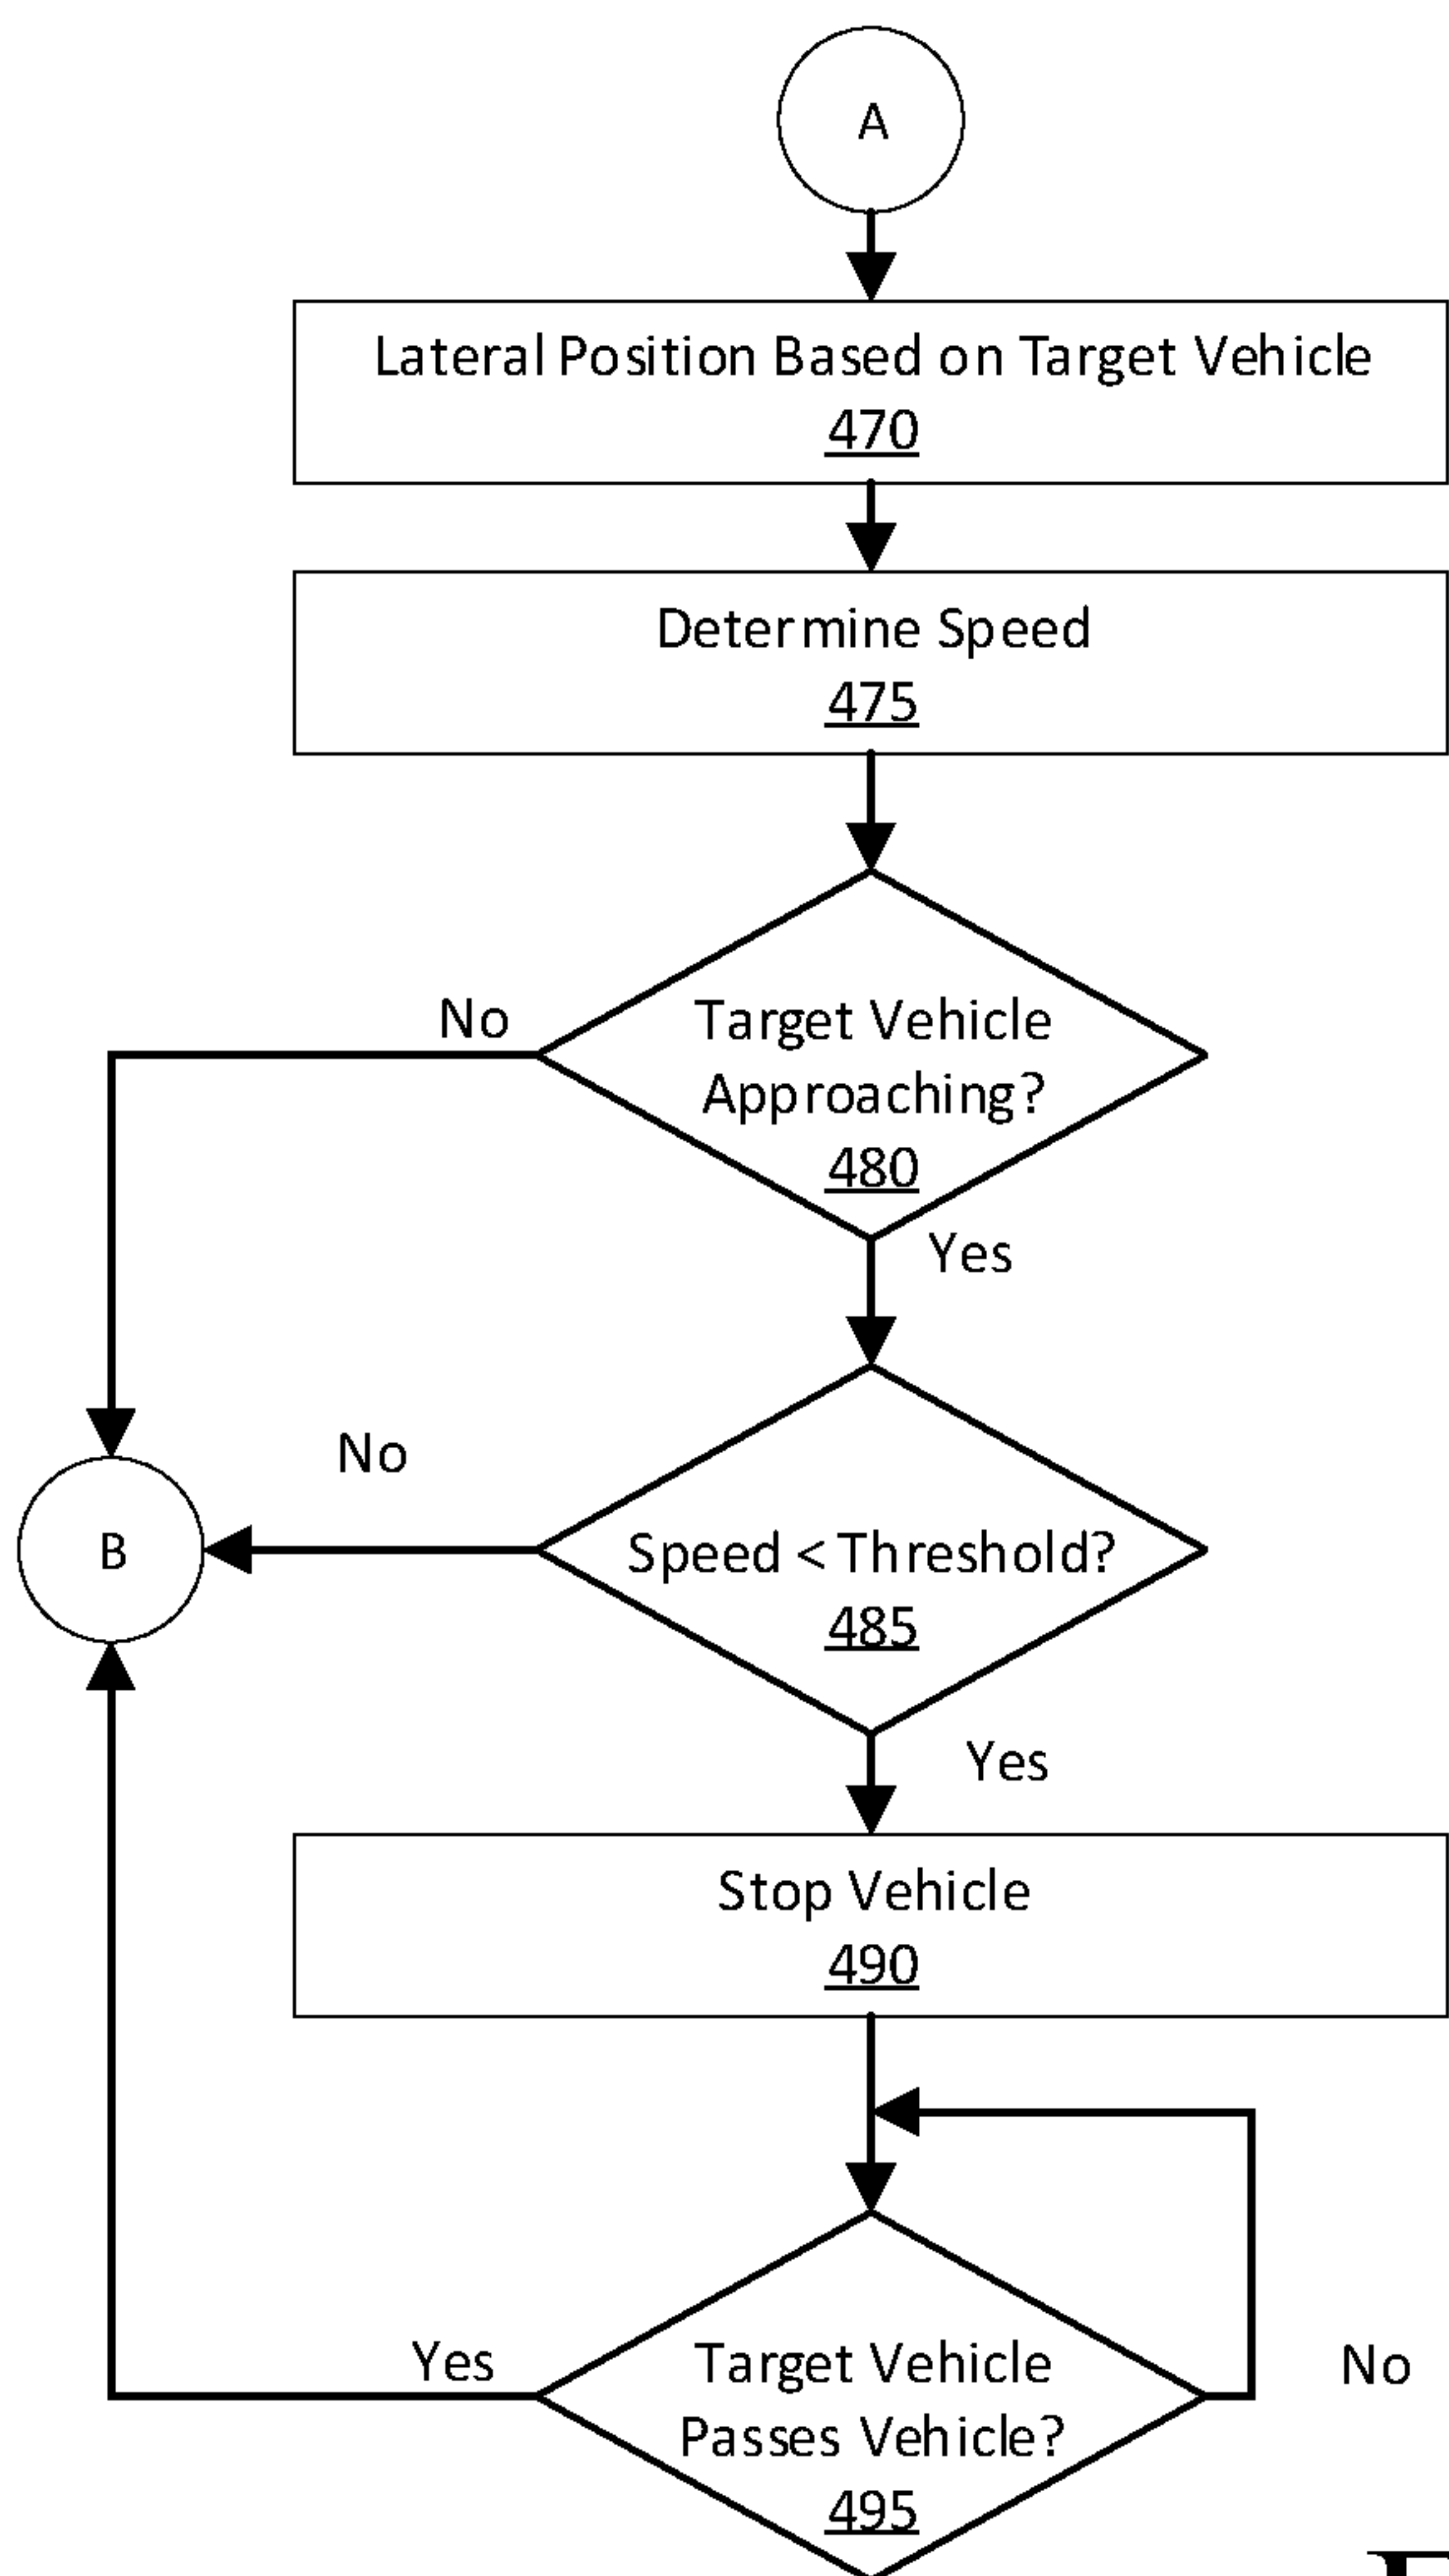 A
Lateral Position Based on Target Vehicle
470
Determine Speed
475
No
Target Vehicle
Approaching?
480
Yes
No
B
Speed < Threshold?
485
Yes
Stop Vehicle
490
Yes
Target Vehicle
Passes Vehicle?
495
No